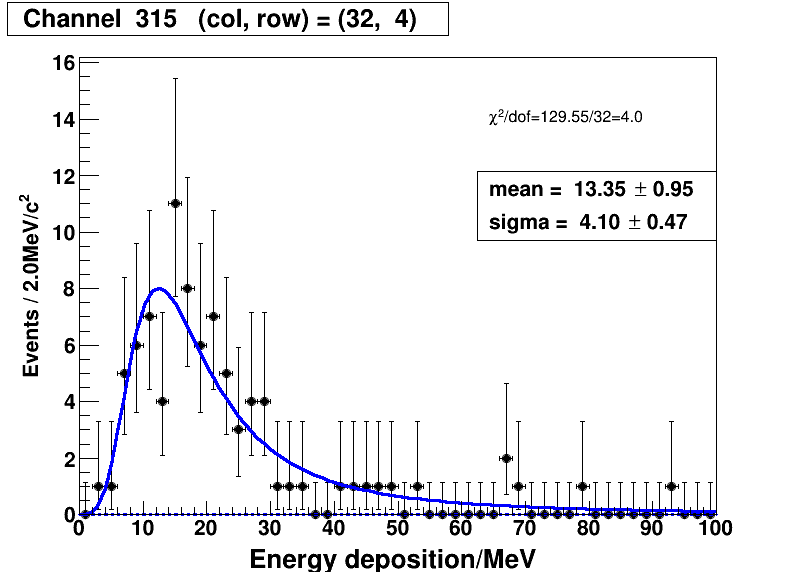 Channel 315 (col, row) = (32, 4)
16
14
12
10
8
6
4
2
0
Events / 2.0MeV/c²
χ²/dof=129.55/32=4.0
mean = 13.35 ± 0.95
sigma = 4.10 ± 0.47
0 10 20 30 40 50 60 70 80 90 100
Energy deposition/MeV